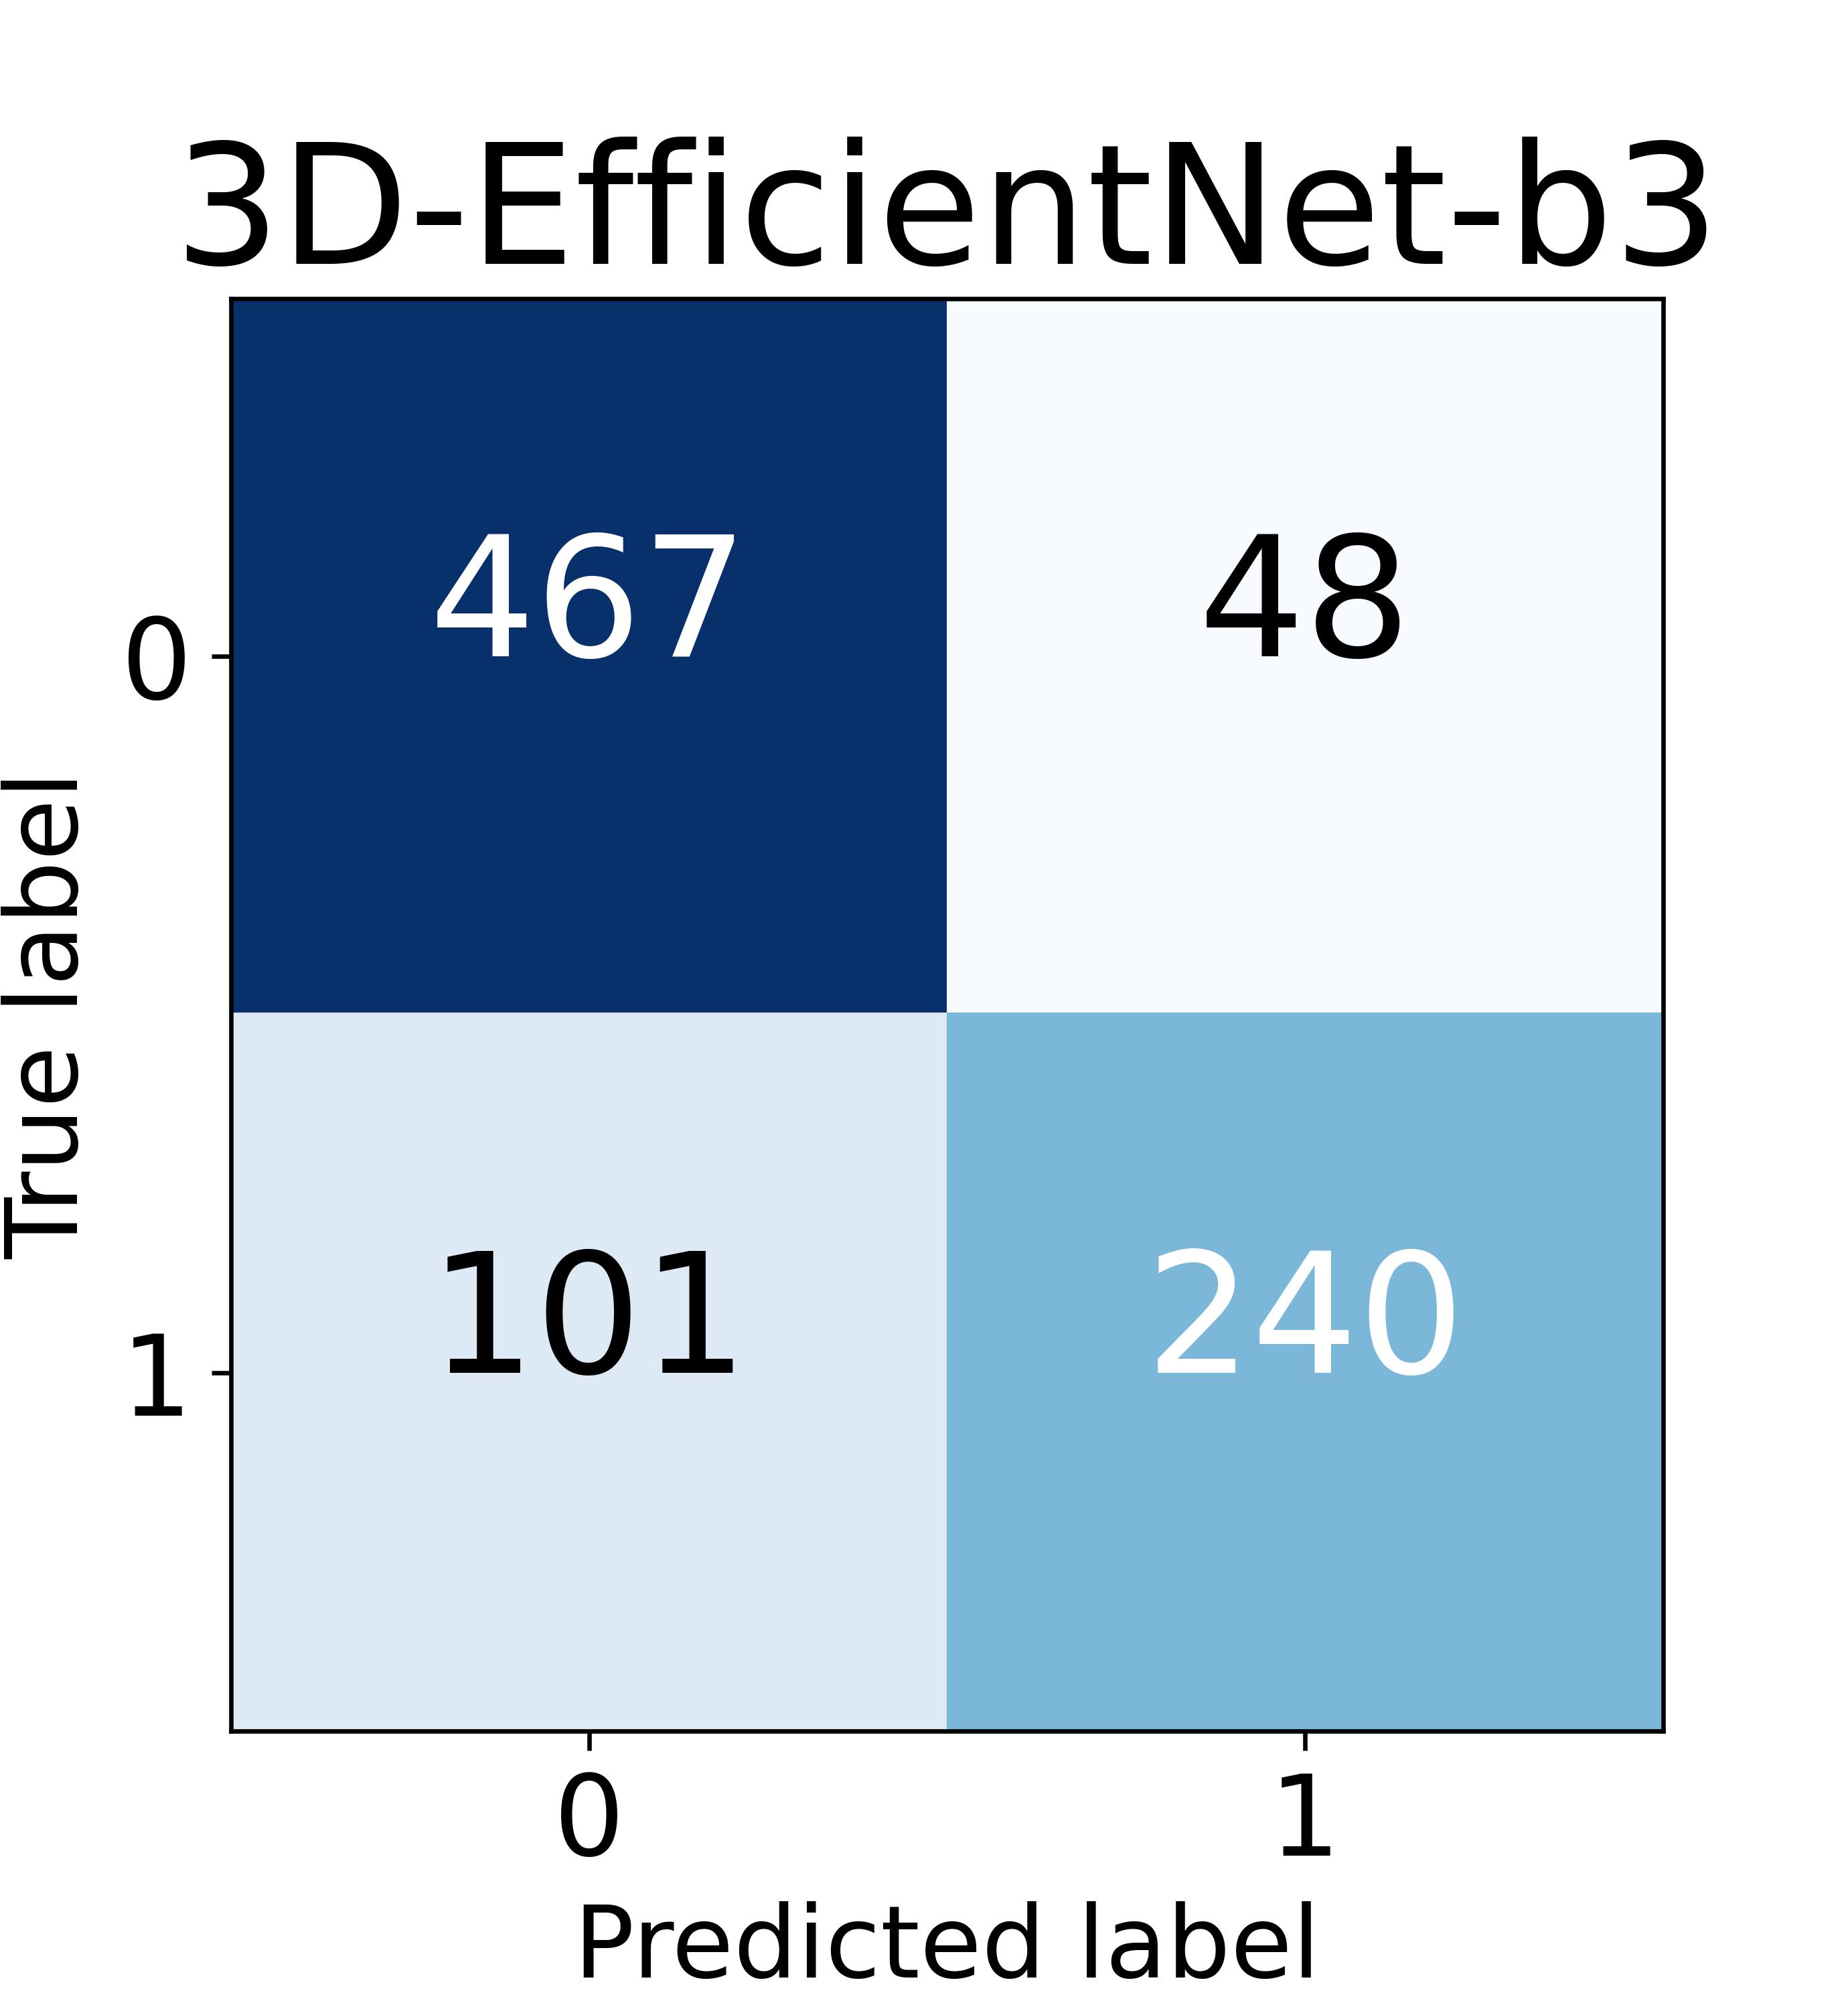 3D-EfficientNet-b3
467 48
0
True label
101 240
1
0 1
Predicted label